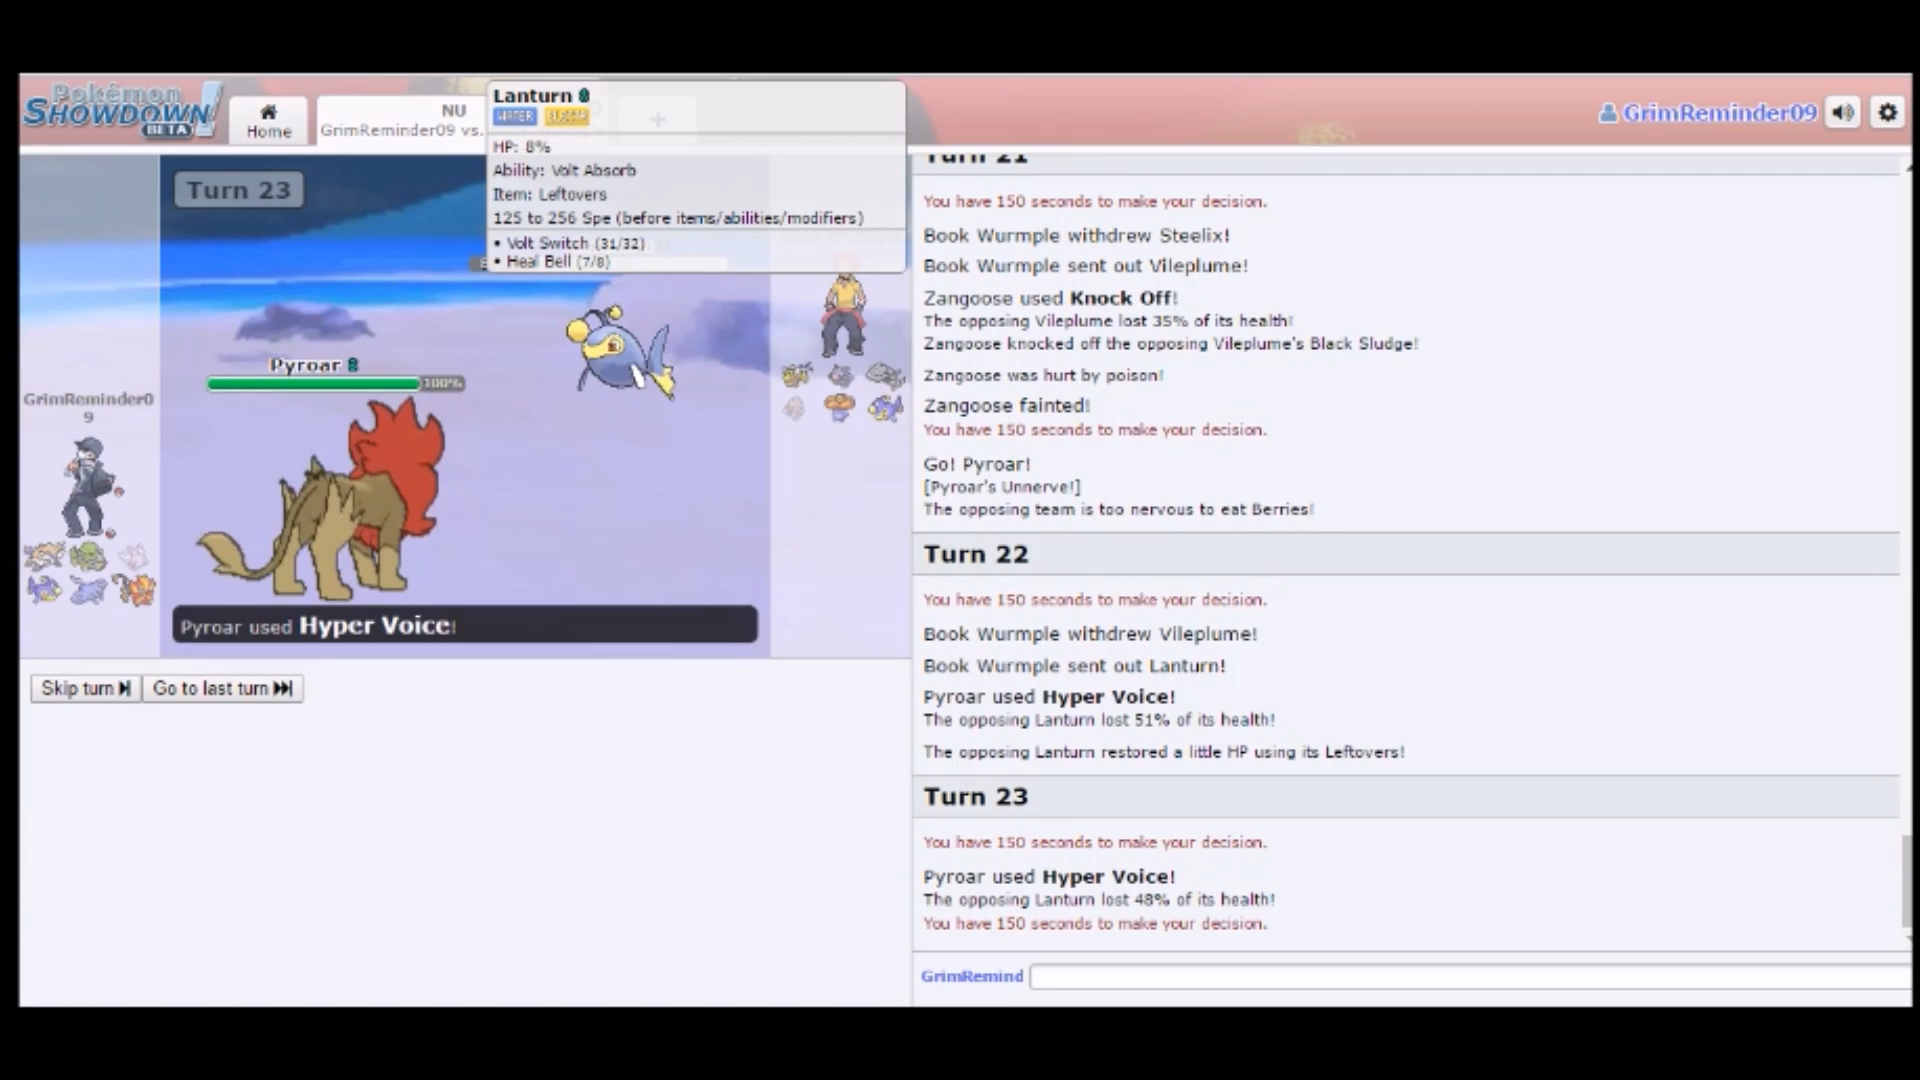 Pokémon
SHOWDOWN!
BETA
Home
NU
GrimReminder09 vs.
+
Lanturn
WATER ELECTR
HP: 8%
Ability: Volt Absorb
Item: Leftovers
125 to 256 Spe (before items/abilities/modifiers)
• Volt Switch (31/32)
• Heal Bell (7/8)
GrimReminder09
Turn 23
Pyroar
100%
GrimReminder0
9
Pyroar used Hyper Voice!
Skip turn
Go to last turn
Turn 21
You have 150 seconds to make your decision.
Book Wurmple withdrew Steelix!
Book Wurmple sent out Vileplume!
Zangoose used Knock Off!
The opposing Vileplume lost 35% of its health!
Zangoose knocked off the opposing Vileplume's Black Sludge!
Zangoose was hurt by poison!
Zangoose fainted!
You have 150 seconds to make your decision.
Go! Pyroar!
[Pyroar's Unnerve!]
The opposing team is too nervous to eat Berries!
Turn 22
You have 150 seconds to make your decision.
Book Wurmple withdrew Vileplume!
Book Wurmple sent out Lanturn!
Pyroar used Hyper Voice!
The opposing Lanturn lost 51% of its health!
The opposing Lanturn restored a little HP using its Leftovers!
Turn 23
You have 150 seconds to make your decision.
Pyroar used Hyper Voice!
The opposing Lanturn lost 48% of its health!
You have 150 seconds to make your decision.
GrimRemind